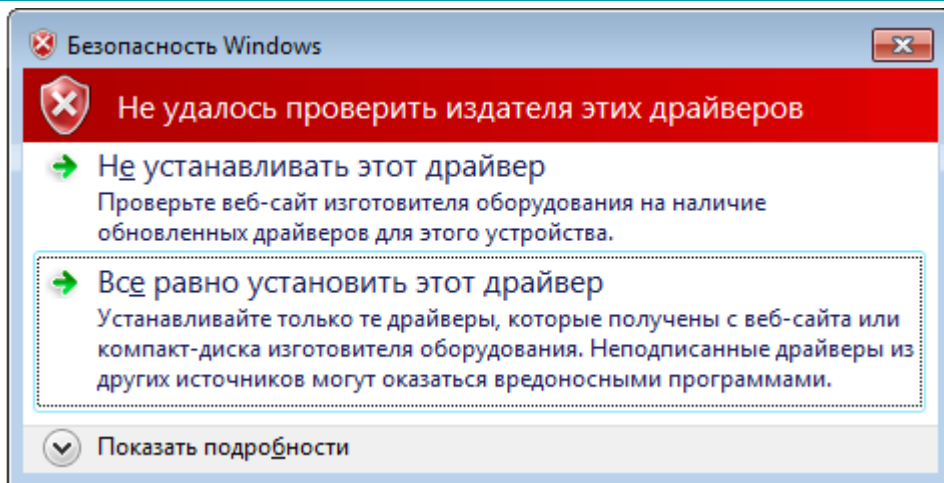 Безопасность Windows
Не удалось проверить издателя этих драйверов
Не устанавливать этот драйвер
Проверьте веб-сайт изготовителя оборудования на наличие
обновленных драйверов для этого устройства.
Все равно установить этот драйвер
Устанавливайте только те драйверы, которые получены с веб-сайта или
компакт-диска изготовителя оборудования. Неподписанные драйверы из
других источников могут оказаться вредоносными программами.
Показать подробности